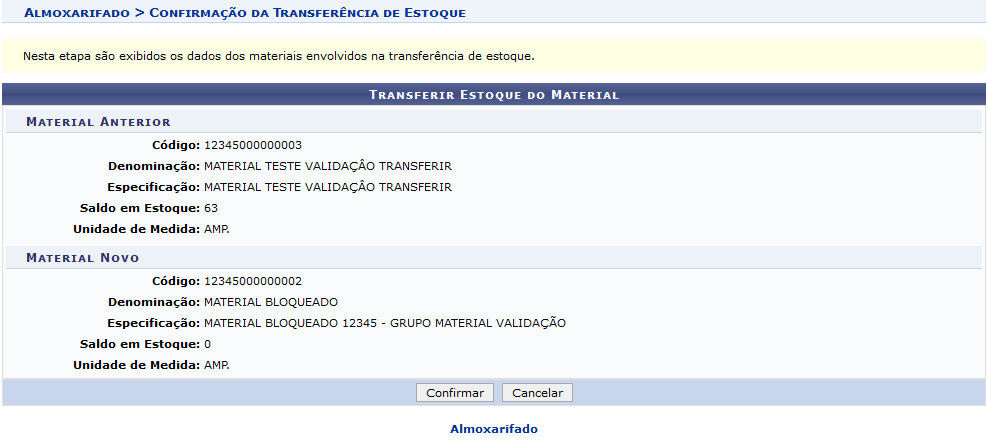 Almoxarifado > Confirmação da Transferência de Estoque
Nesta etapa são exibidos os dados dos materiais envolvidos na transferência de estoque.
Transferir Estoque do Material
Material Anterior
Código: 12345000000003
Denominação: MATERIAL TESTE VALIDAÇÂO TRANSFERIR
Especificação: MATERIAL TESTE VALIDAÇÂO TRANSFERIR
Saldo em Estoque: 63
Unidade de Medida: AMP.
Material Novo
Código: 12345000000002
Denominação: MATERIAL BLOQUEADO
Especificação: MATERIAL BLOQUEADO 12345 - GRUPO MATERIAL VALIDAÇÃO
Saldo em Estoque: 0
Unidade de Medida: AMP.
Confirmar Cancelar
Almoxarifado